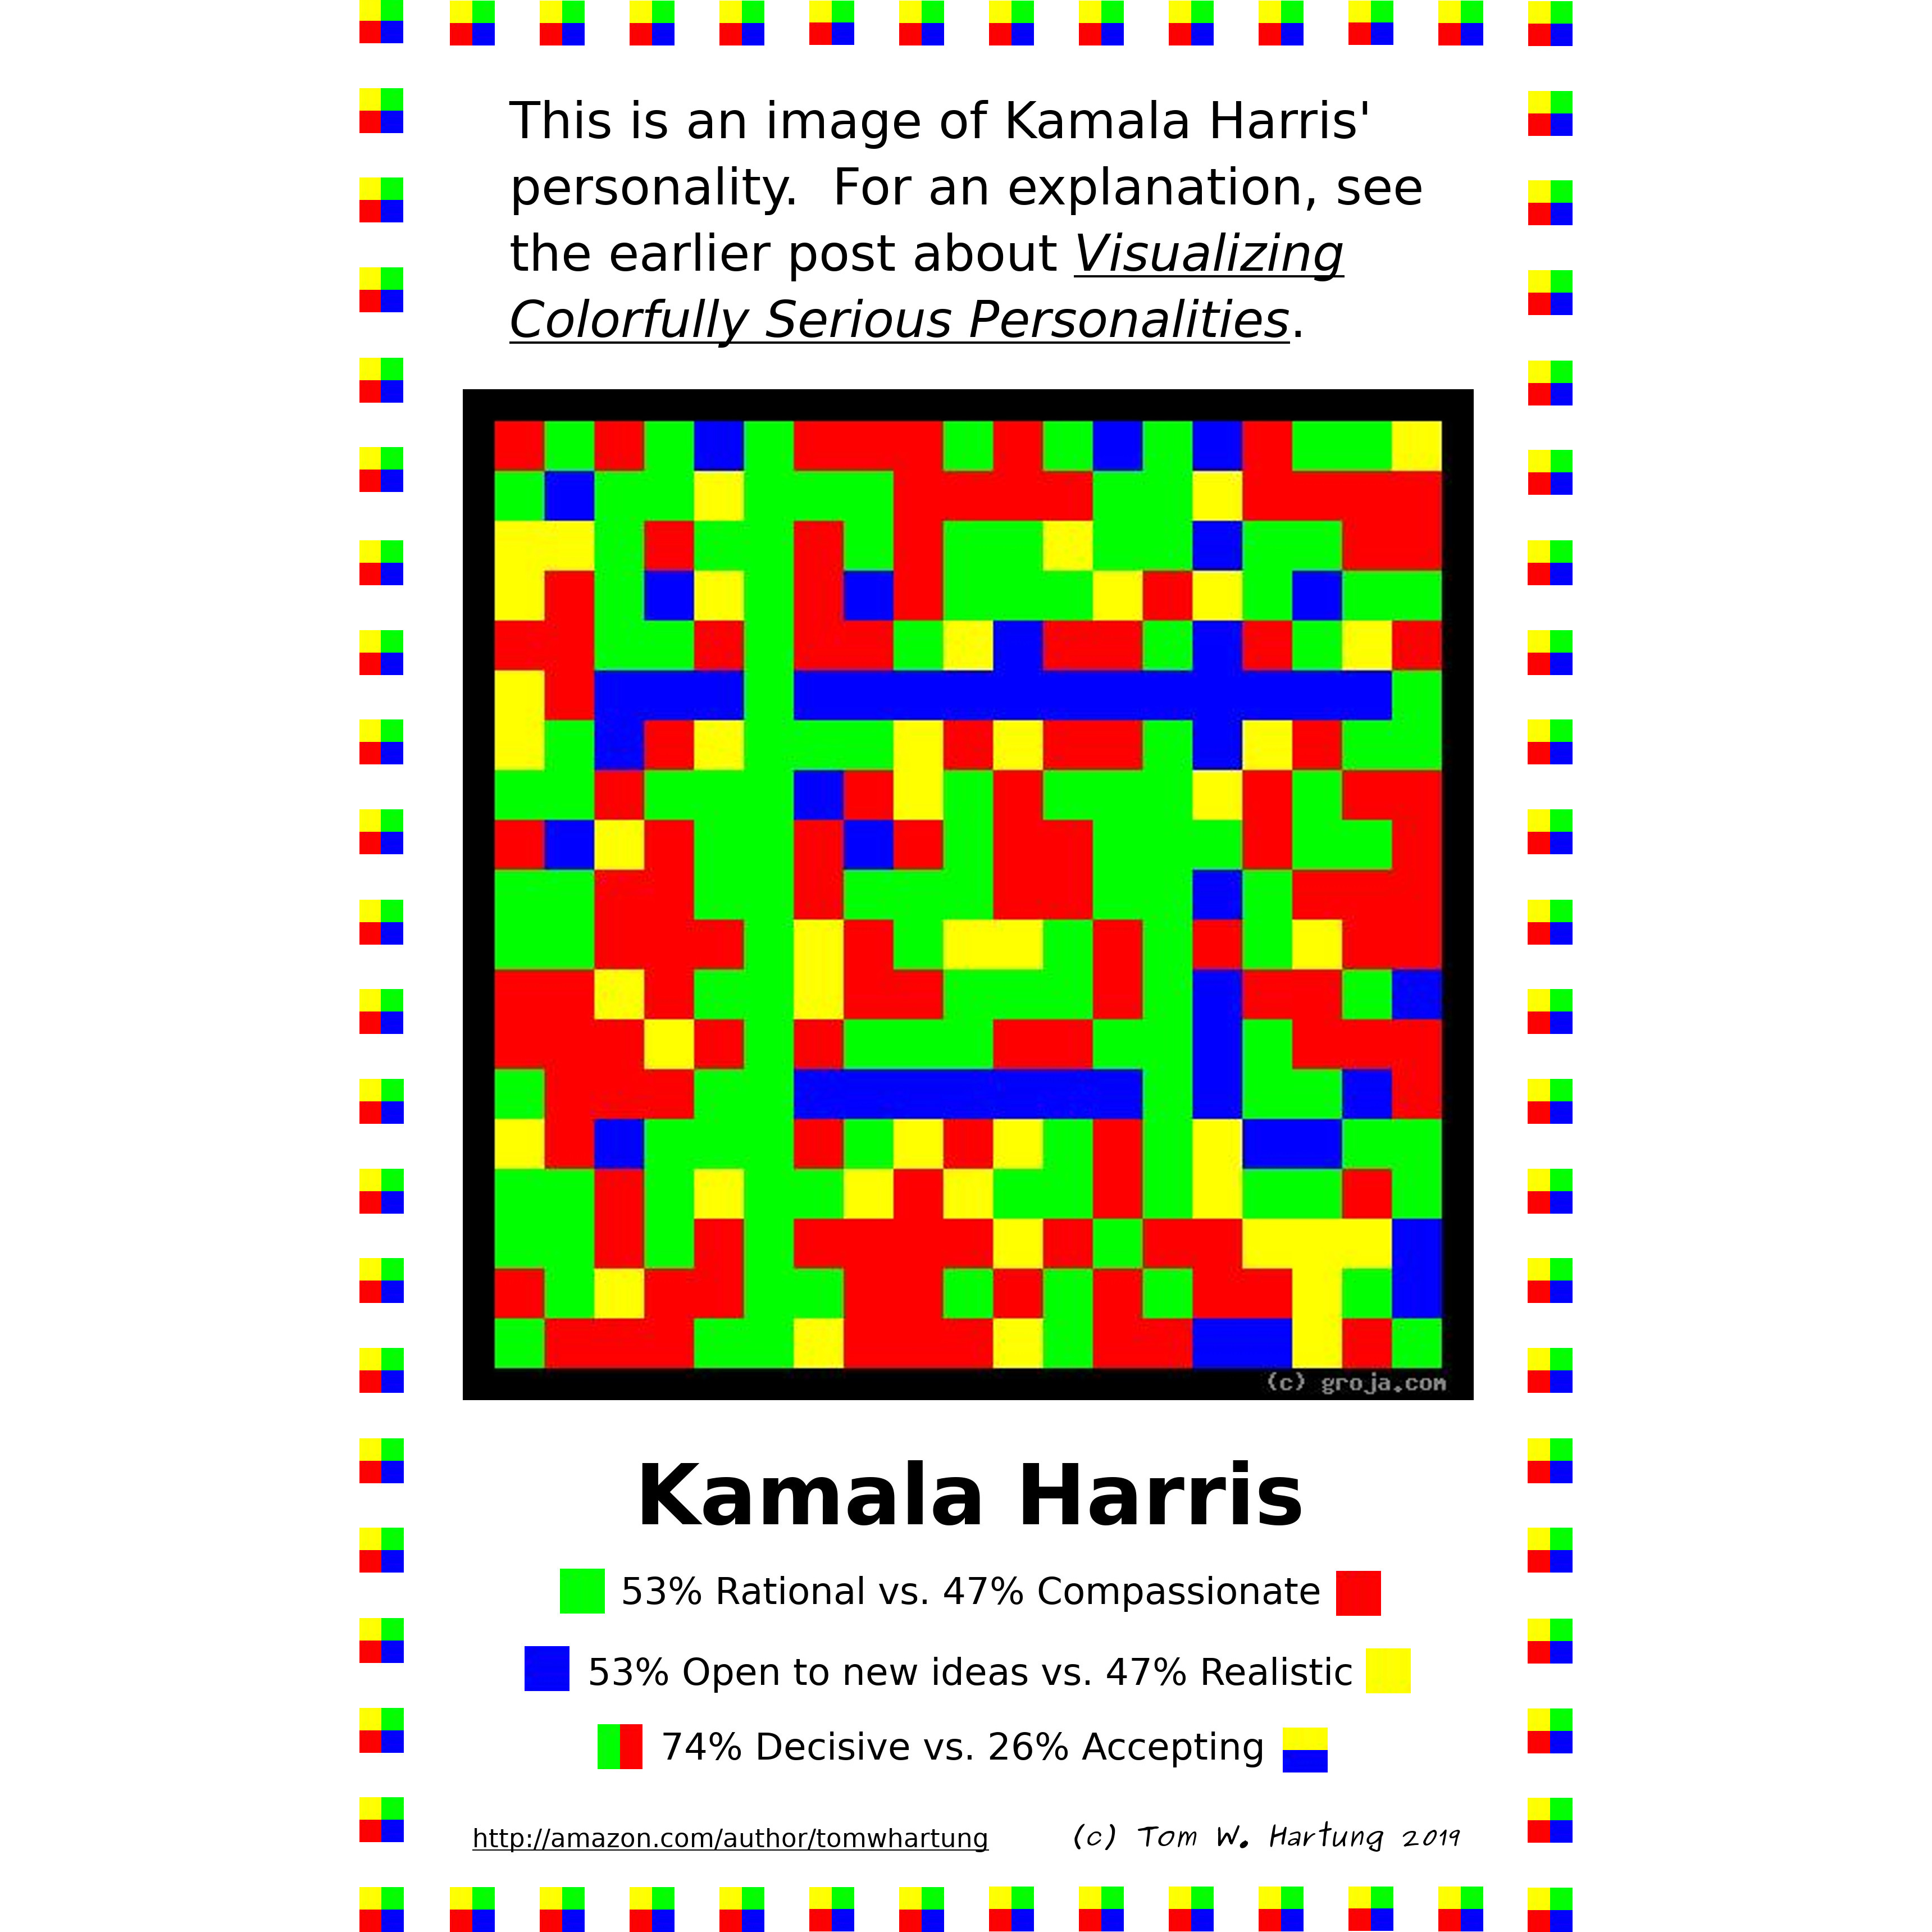 This is an image of Kamala Harris'
personality.  For an explanation, see
the earlier post about Visualizing
Colorfully Serious Personalities.
(c) groja.com
Kamala Harris
53% Rational vs. 47% Compassionate
53% Open to new ideas vs. 47% Realistic
74% Decisive vs. 26% Accepting
http://amazon.com/author/tomwhartung (c) Tom W. Hartung 2019